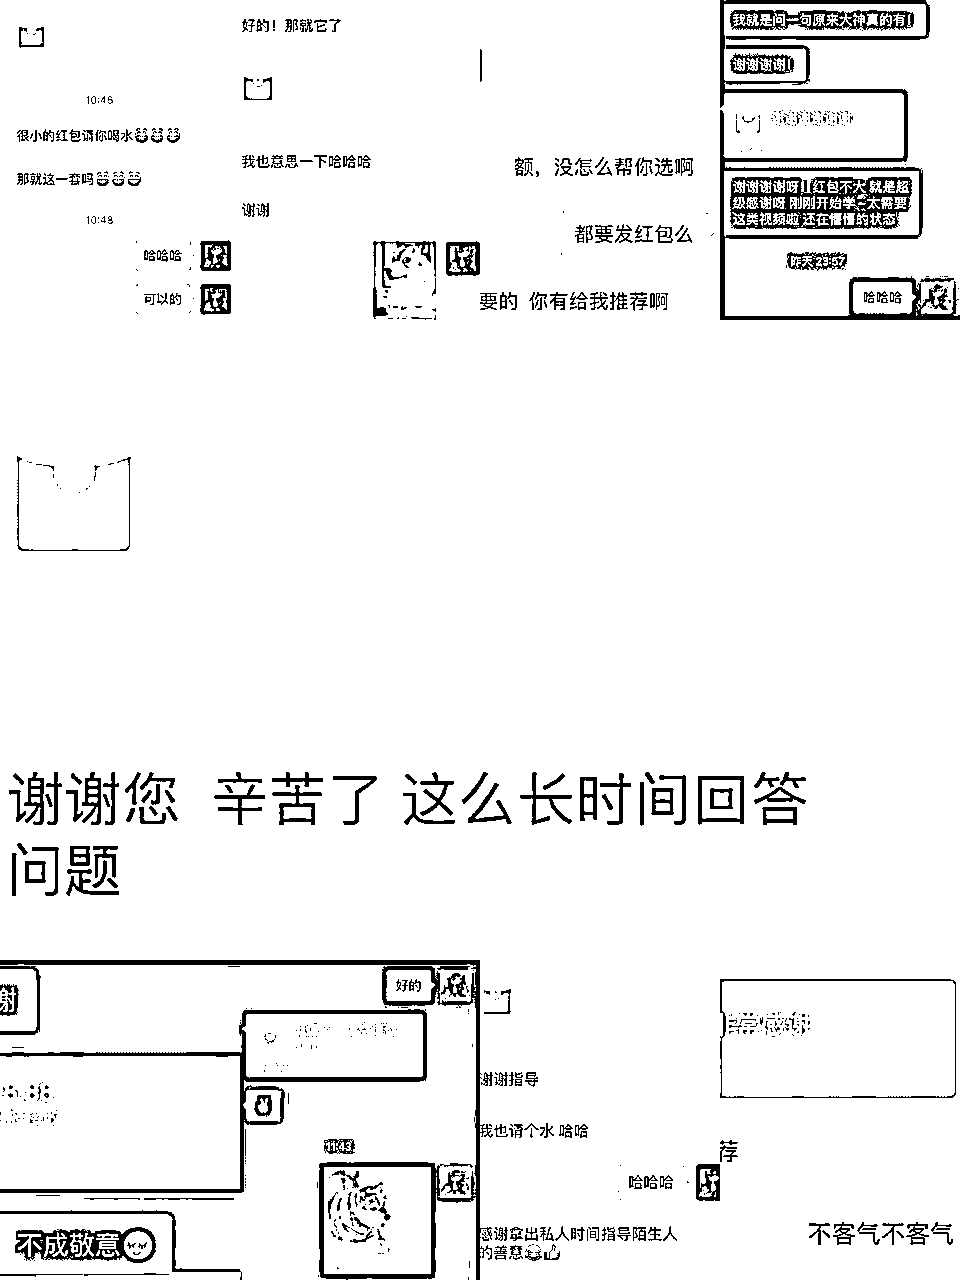 10:46
很小的红包请你喝水
那就这一套吗
10:48
哈哈哈
可以的
好的！那就它了
我也意思一下哈哈哈
谢谢
额，没怎么帮你选啊
都要发红包么
要的 你有给我推荐啊
我就是问一句原来大神真的有！
谢谢谢谢！
谢谢谢谢呀！！红包不大 就是超
级感谢呀 刚刚开始学 太需要
这类视频啦 还在懵懂的状态
昨天 23:57
哈哈哈
谢谢您 辛苦了 这么长时间回答
问题
谢
不成敬意
好的
11:43
谢谢指导
我也请个水 哈哈
哈哈哈
感谢拿出私人时间指导陌生人
的善意
非常感谢
荐
不客气不客气